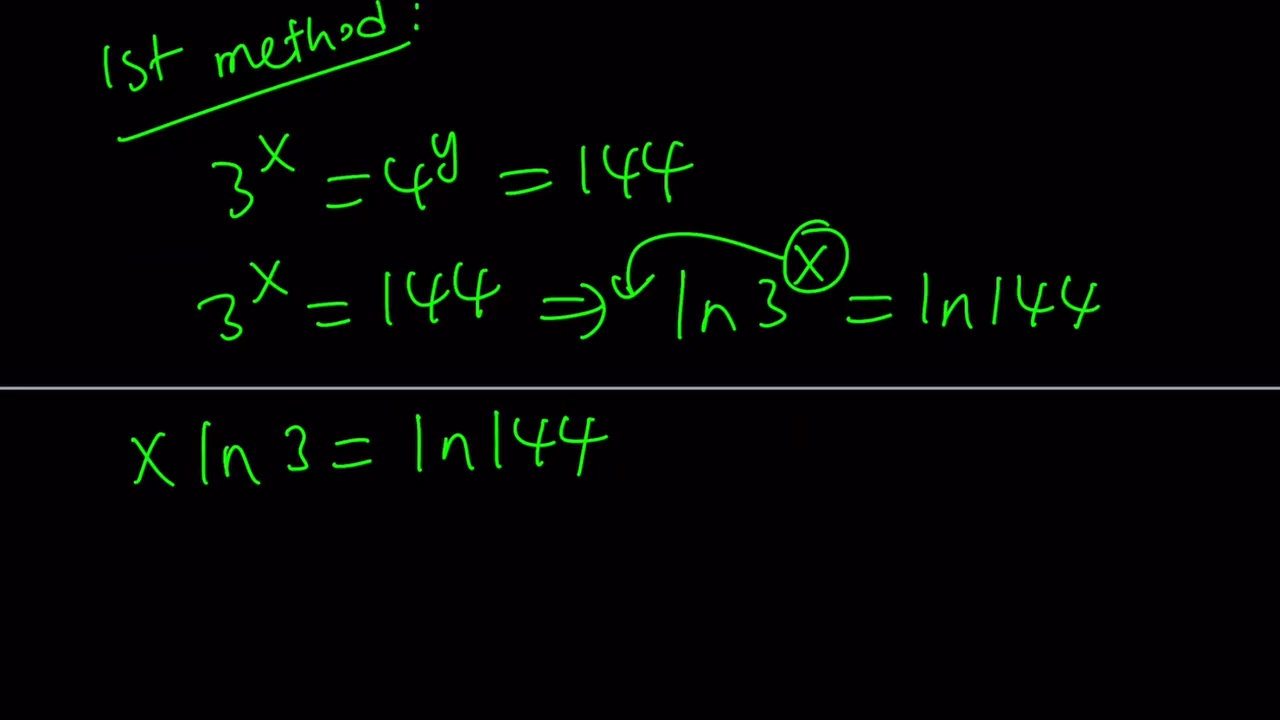 1st method:
3^x = 4^y = 144
3^x = 144 ⇒ ln 3^x = ln 144
x ln 3 = ln 144